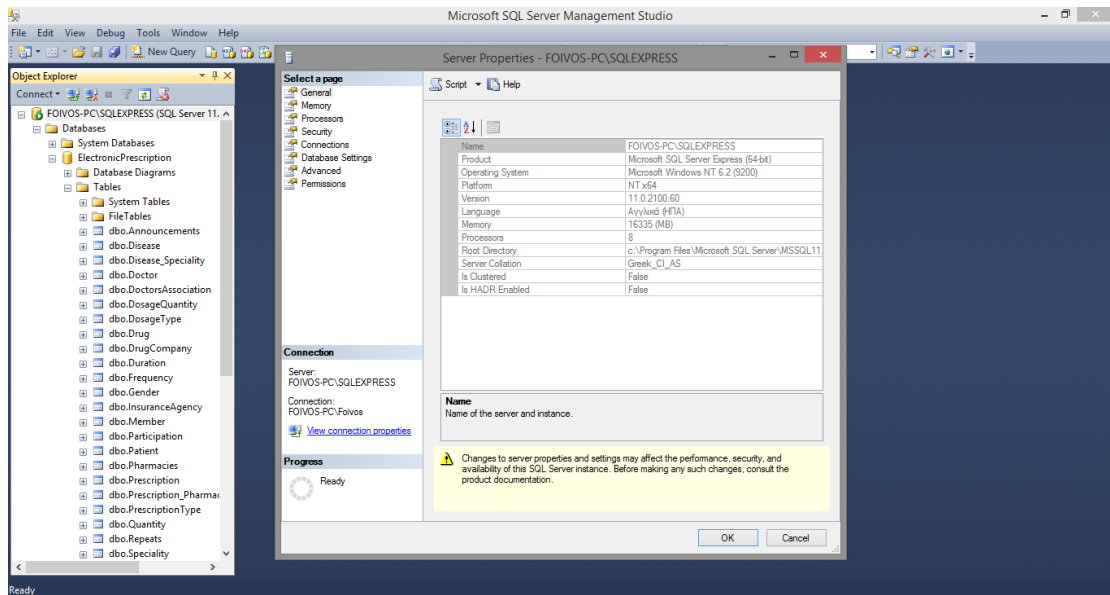 Microsoft SQL Server Management Studio
File Edit View Debug Tools Window Help
New Query
Object Explorer
Connect
FOIVOS-PC\SQLEXPRESS (SQL Server 11.
Databases
System Databases
ElectronicPrescription
Database Diagrams
Tables
System Tables
FileTables
dbo.Announcements
dbo.Disease
dbo.Disease_Speciality
dbo.Doctor
dbo.DoctorsAssociation
dbo.DosageQuantity
dbo.DosageType
dbo.Drug
dbo.DrugCompany
dbo.Duration
dbo.Frequency
dbo.Gender
dbo.InsuranceAgency
dbo.Member
dbo.Participation
dbo.Patient
dbo.Pharmacies
dbo.Prescription
dbo.Prescription_Pharmac
dbo.PrescriptionType
dbo.Quantity
dbo.Repeats
dbo.Speciality
Server Properties - FOIVOS-PC\SQLEXPRESS
Select a page
General
Memory
Processors
Security
Connections
Database Settings
Advanced
Permissions
Connection
Server:
FOIVOS-PC\SQLEXPRESS
Connection:
FOIVOS-PC\Foivos
View connection properties
Progress
Ready
Script Help
Name FOIVOS-PC\SQLEXPRESS
Product Microsoft SQL Server Express (64-bit)
Operating System Microsoft Windows NT 6.2 (9200)
Platform NT x64
Version 11.0.2100.60
Language Αγγλικά (ΗΠΑ)
Memory 16335 (MB)
Processors 8
Root Directory c:\Program Files\Microsoft SQL Server\MSSQL11.
Server Collation Greek_CI_AS
Is Clustered False
Is HADR Enabled False
Name
Name of the server and instance.
Changes to server properties and settings may affect the performance, security, and
availability of this SQL Server instance. Before making any such changes, consult the
product documentation.
OK Cancel
Ready